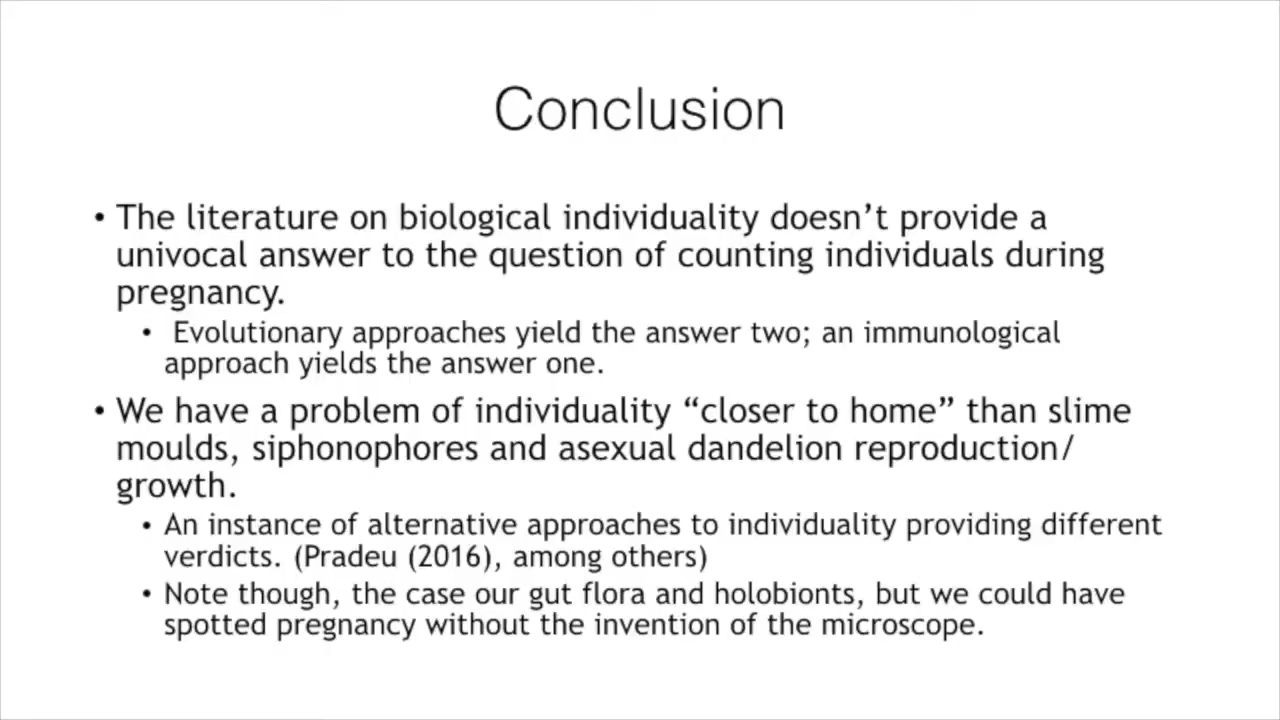 Conclusion
• The literature on biological individuality doesn’t provide a
univocal answer to the question of counting individuals during
pregnancy.
• Evolutionary approaches yield the answer two; an immunological
approach yields the answer one.
• We have a problem of individuality “closer to home” than slime
moulds, siphonophores and asexual dandelion reproduction/
growth.
• An instance of alternative approaches to individuality providing different
verdicts. (Pradeu (2016), among others)
• Note though, the case our gut flora and holobionts, but we could have
spotted pregnancy without the invention of the microscope.